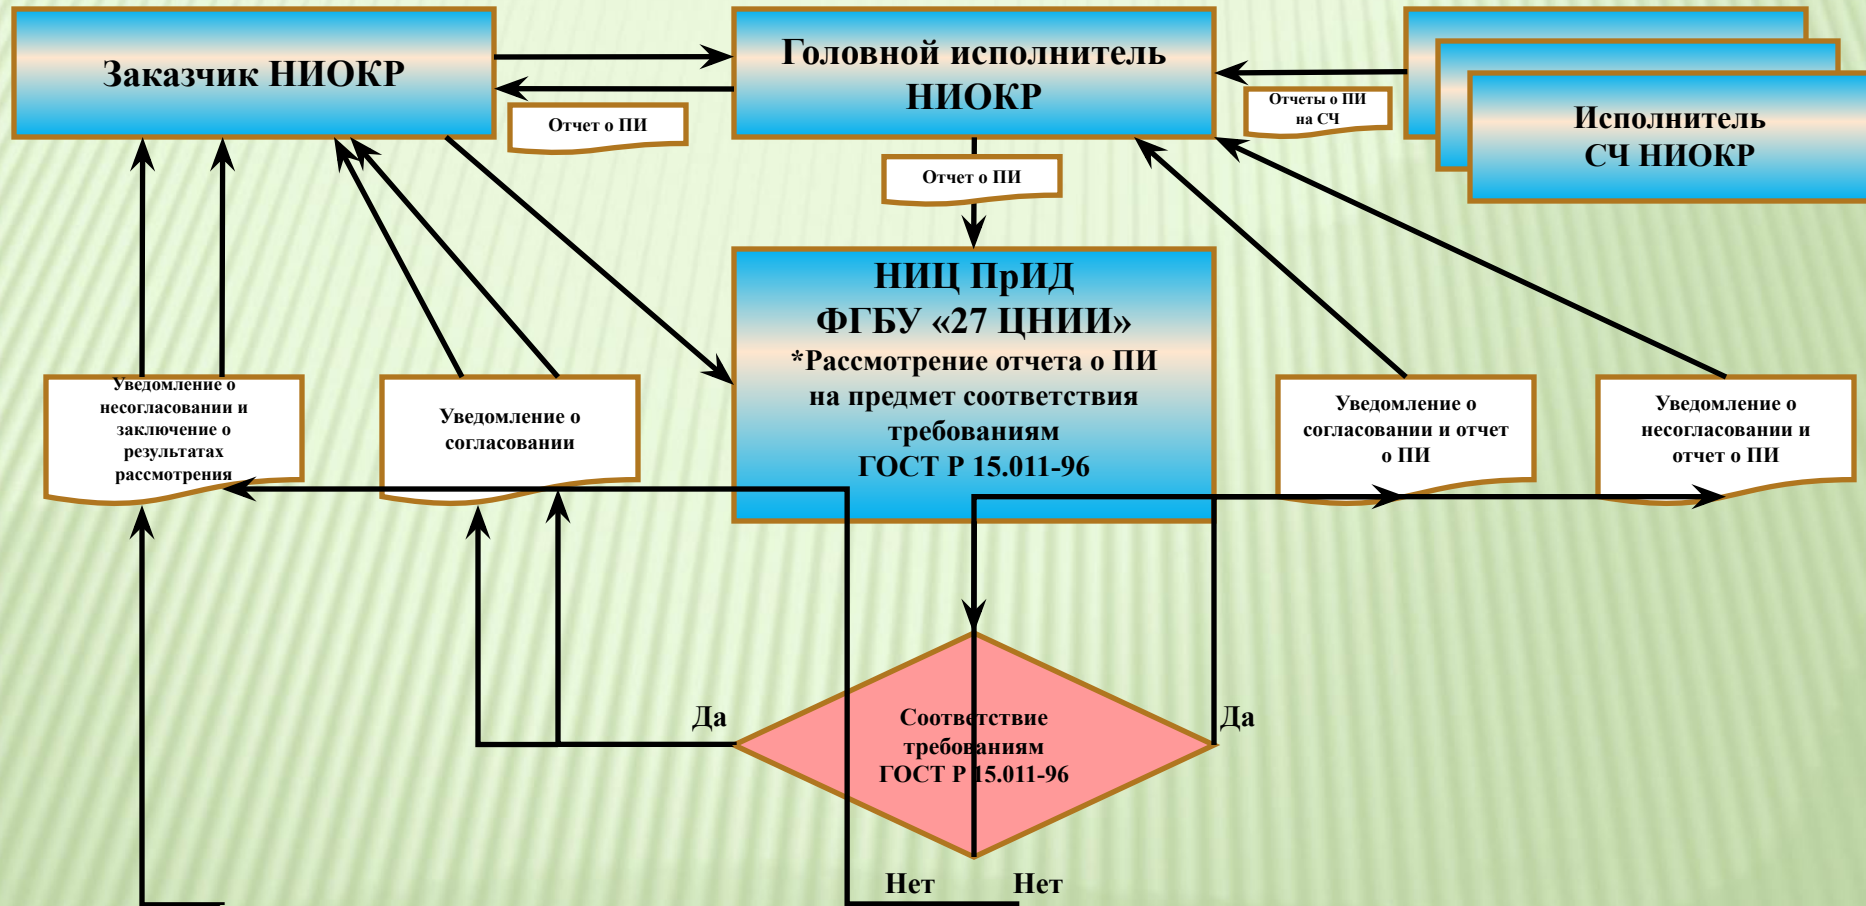 Заказчик НИОКР
Головной исполнитель
НИОКР
Исполнитель
СЧ НИОКР
Отчет о ПИ
Отчеты о ПИ
на СЧ
Отчет о ПИ
НИЦ ПрИД
ФГБУ «27 ЦНИИ»
*Рассмотрение отчета о ПИ
на предмет соответствия
требованиям
ГОСТ Р 15.011-96
Уведомление о
несогласовании и
заключение о
результатах
рассмотрения
Уведомление о
согласовании
Уведомление о
согласовании и отчет
о ПИ
Уведомление о
несогласовании и
отчет о ПИ
Да
Соответствие
требованиям
ГОСТ Р 15.011-96
Да
Нет
Нет